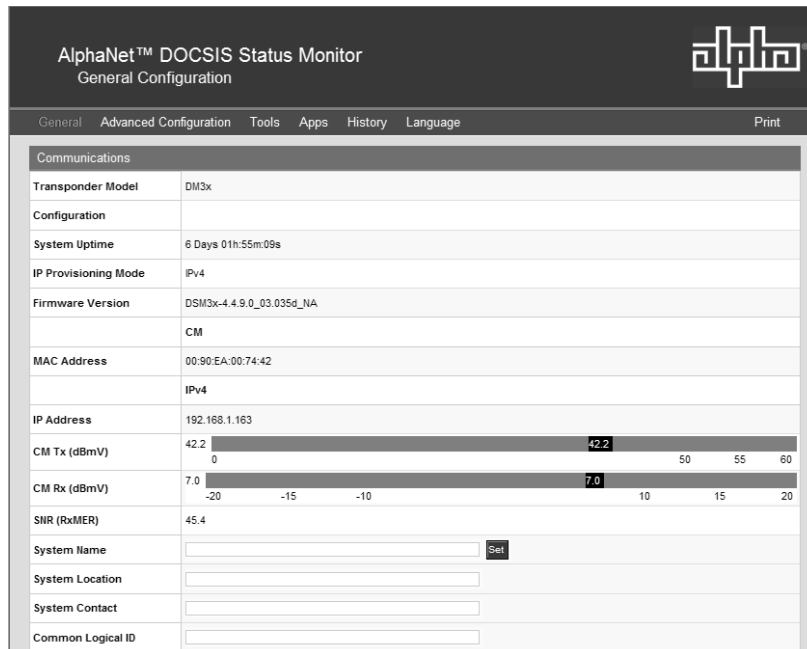 AlphaNet™ DOCSIS Status Monitor
General Configuration
alpha®
General Advanced Configuration Tools Apps History Language Print
Communications
Transponder Model DM3x
Configuration
System Uptime 6 Days 01h:55m:09s
IP Provisioning Mode IPv4
Firmware Version DSM3x-4.4.9.0_03.035d_NA
CM
MAC Address 00:90:EA:00:74:42
IPv4
IP Address 192.168.1.163
CM Tx (dBmV) 42.2 42.2
0 50 55 60
CM Rx (dBmV) 7.0 7.0
-20 -15 -10 10 15 20
SNR (RxMER) 45.4
System Name Set
System Location
System Contact
Common Logical ID